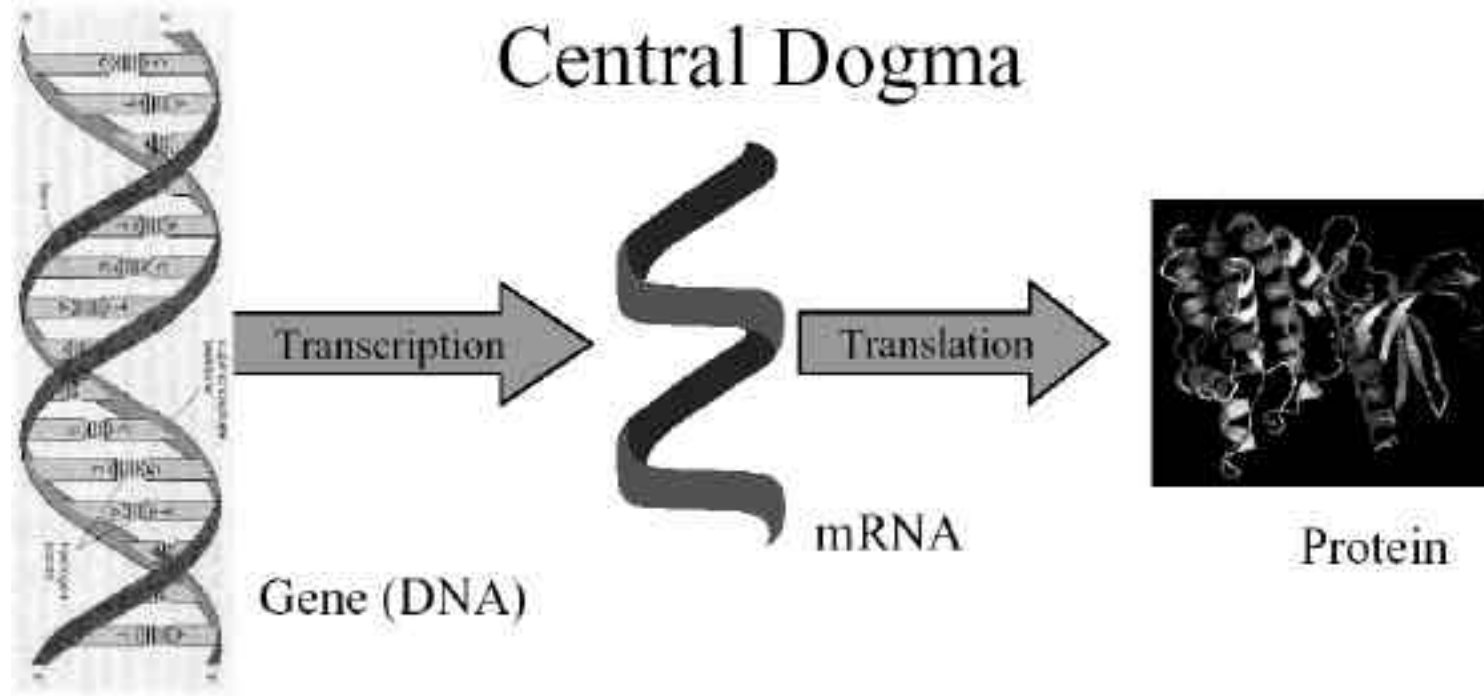 Central Dogma
Transcription
Translation
mRNA
Protein
Gene (DNA)